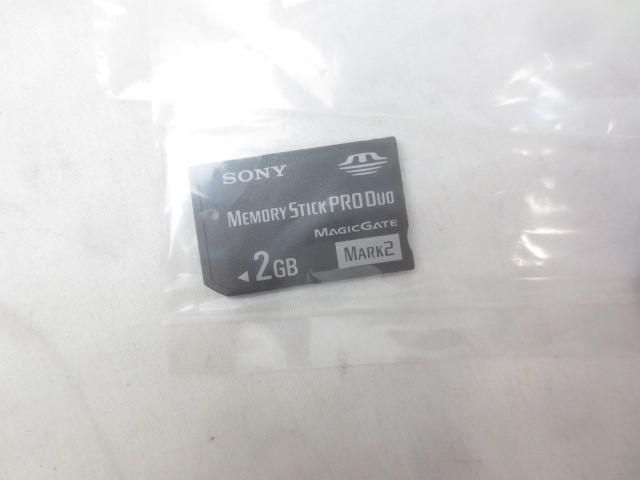 SONY
MEMORY STICK PRO DUO
MAGICGATE
2GB
MARK2